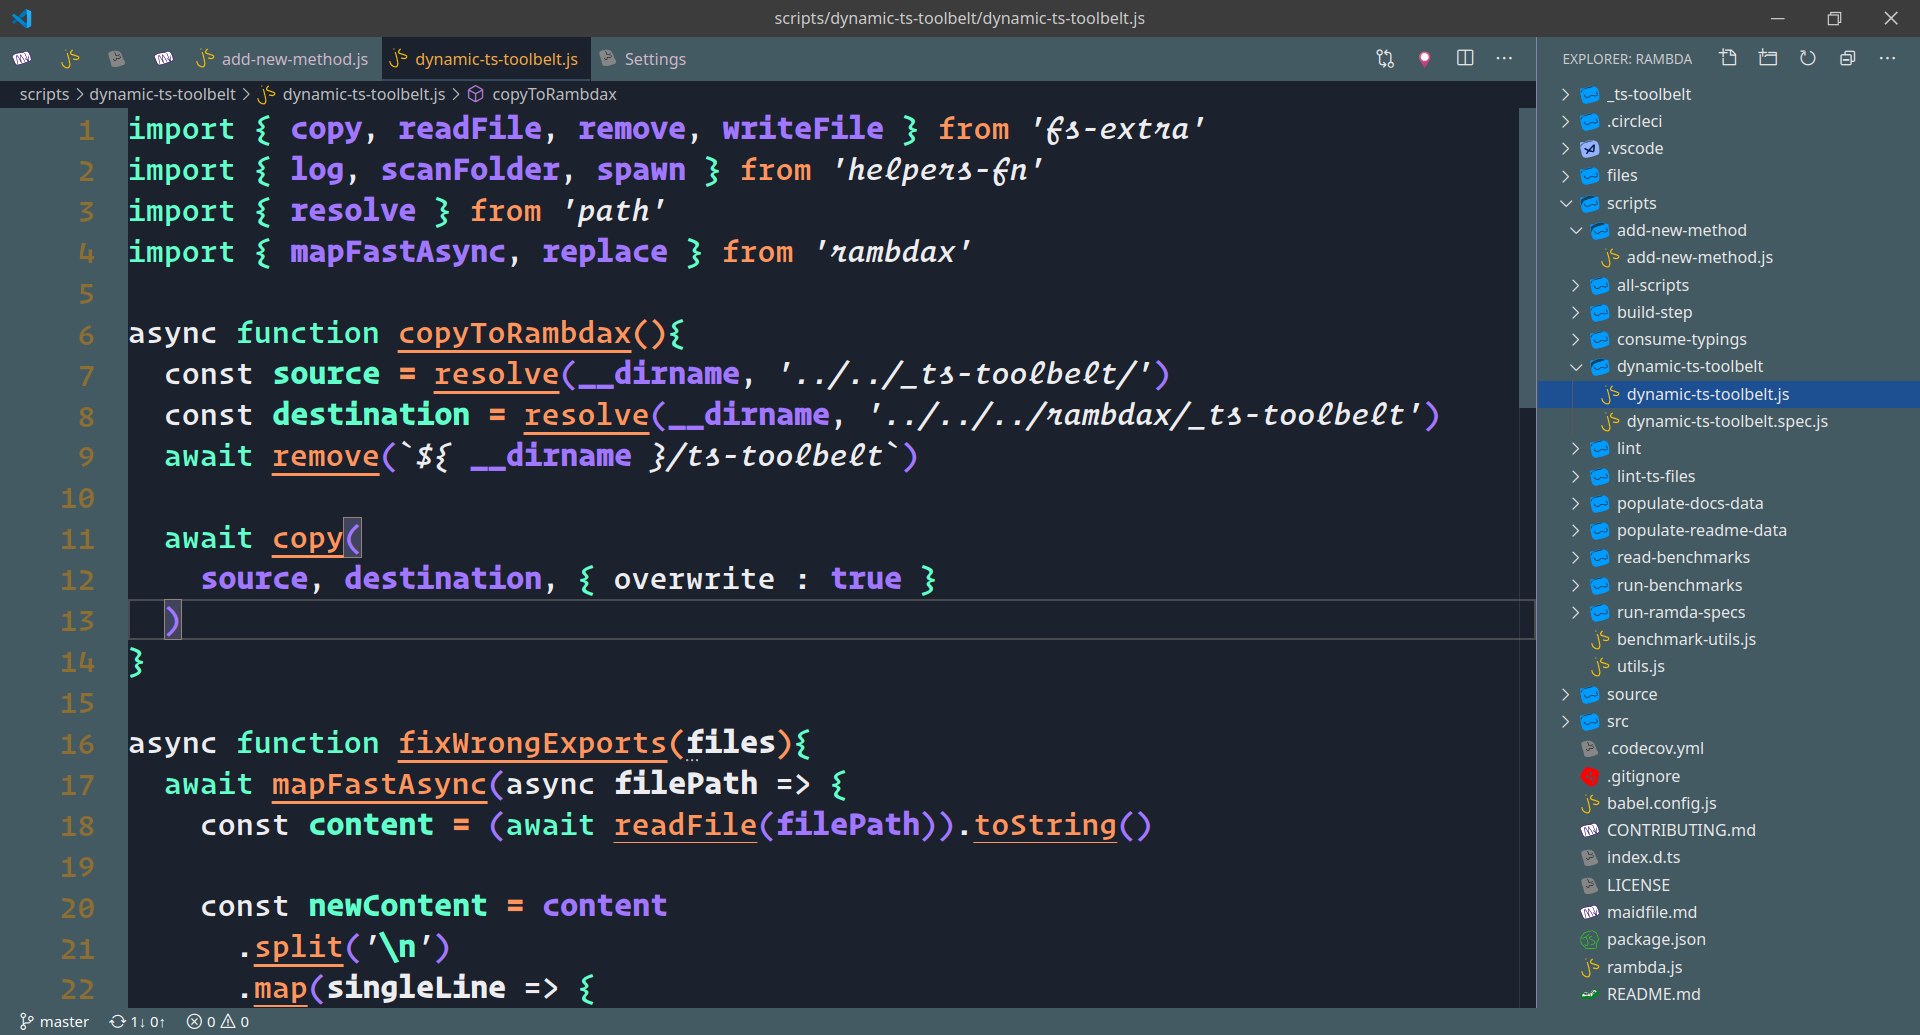 scripts/dynamic-ts-toolbelt/dynamic-ts-toolbelt.js
add-new-method.js
dynamic-ts-toolbelt.js
Settings
scripts > dynamic-ts-toolbelt > dynamic-ts-toolbelt.js > copyToRambdax
1 import { copy, readFile, remove, writeFile } from 'fs-extra'
2 import { log, scanFolder, spawn } from 'helpers-fn'
3 import { resolve } from 'path'
4 import { mapFastAsync, replace } from 'rambdax'
5
6 async function copyToRambdax(){
7   const source = resolve(__dirname, '../../_ts-toolbelt/')
8   const destination = resolve(__dirname, '../../../rambdax/_ts-toolbelt')
9   await remove(`${ __dirname }/ts-toolbelt`)
10
11   await copy(
12     source, destination, { overwrite : true }
13   )
14 }
15
16 async function fixWrongExports(files){
17   await mapFastAsync(async filePath => {
18     const content = (await readFile(filePath)).toString()
19
20     const newContent = content
21       .split('\n')
22       .map(singleLine => {
EXPLORER: RAMBDA
_ts-toolbelt
.circleci
.vscode
files
scripts
add-new-method
add-new-method.js
all-scripts
build-step
consume-typings
dynamic-ts-toolbelt
dynamic-ts-toolbelt.js
dynamic-ts-toolbelt.spec.js
lint
lint-ts-files
populate-docs-data
populate-readme-data
read-benchmarks
run-benchmarks
run-ramda-specs
benchmark-utils.js
utils.js
source
src
.codecov.yml
.gitignore
babel.config.js
CONTRIBUTING.md
index.d.ts
LICENSE
maidfile.md
package.json
rambda.js
README.md
master 1↓ 0↑ 0 0